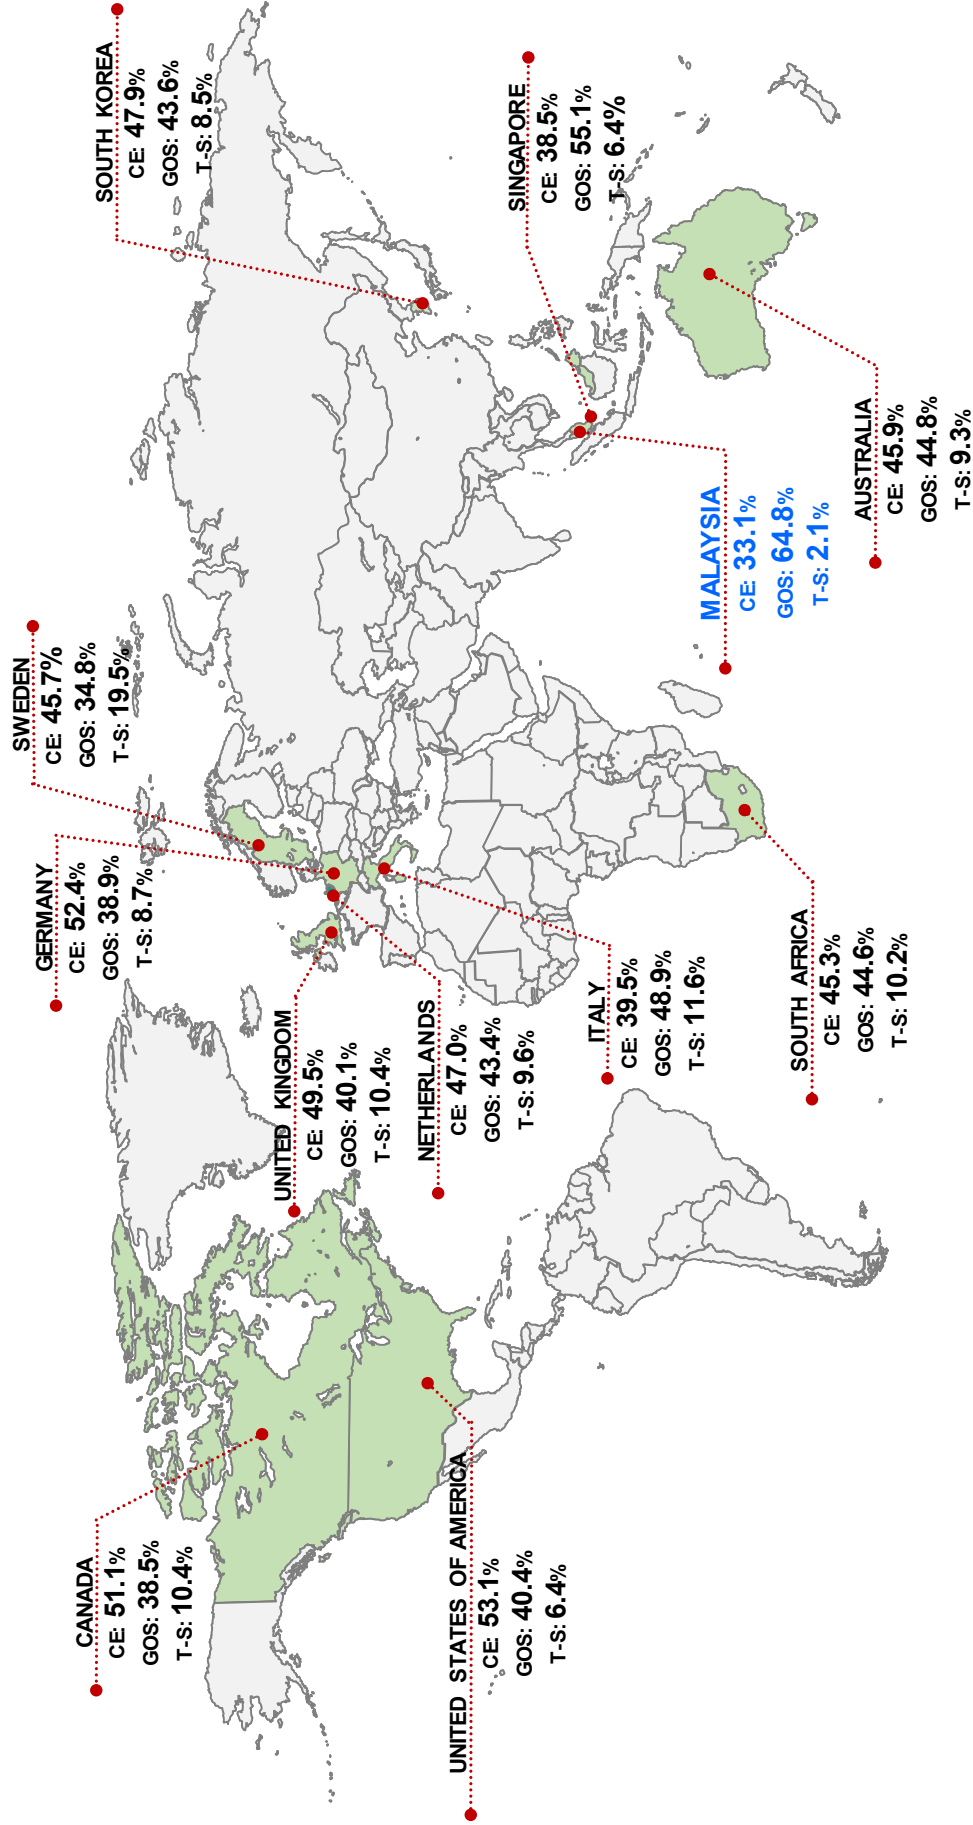 CANADA
CE: 51.1%
GOS: 38.5%
T-S: 10.4%
UNITED STATES OF AMERICA
CE: 53.1%
GOS: 40.4%
T-S: 6.4%
UNITED KINGDOM
CE: 49.5%
GOS: 40.1%
T-S: 10.4%
NETHERLANDS
CE: 47.0%
GOS: 43.4%
T-S: 9.6%
GERMANY
CE: 52.4%
GOS: 38.9%
T-S: 8.7%
SWEDEN
CE: 45.7%
GOS: 34.8%
T-S: 19.5%
ITALY
CE: 39.5%
GOS: 48.9%
T-S: 11.6%
SOUTH AFRICA
CE: 45.3%
GOS: 44.6%
T-S: 10.2%
MALAYSIA
CE: 33.1%
GOS: 64.8%
T-S: 2.1%
AUSTRALIA
CE: 45.9%
GOS: 44.8%
T-S: 9.3%
SINGAPORE
CE: 38.5%
GOS: 55.1%
T-S: 6.4%
SOUTH KOREA
CE: 47.9%
GOS: 43.6%
T-S: 8.5%